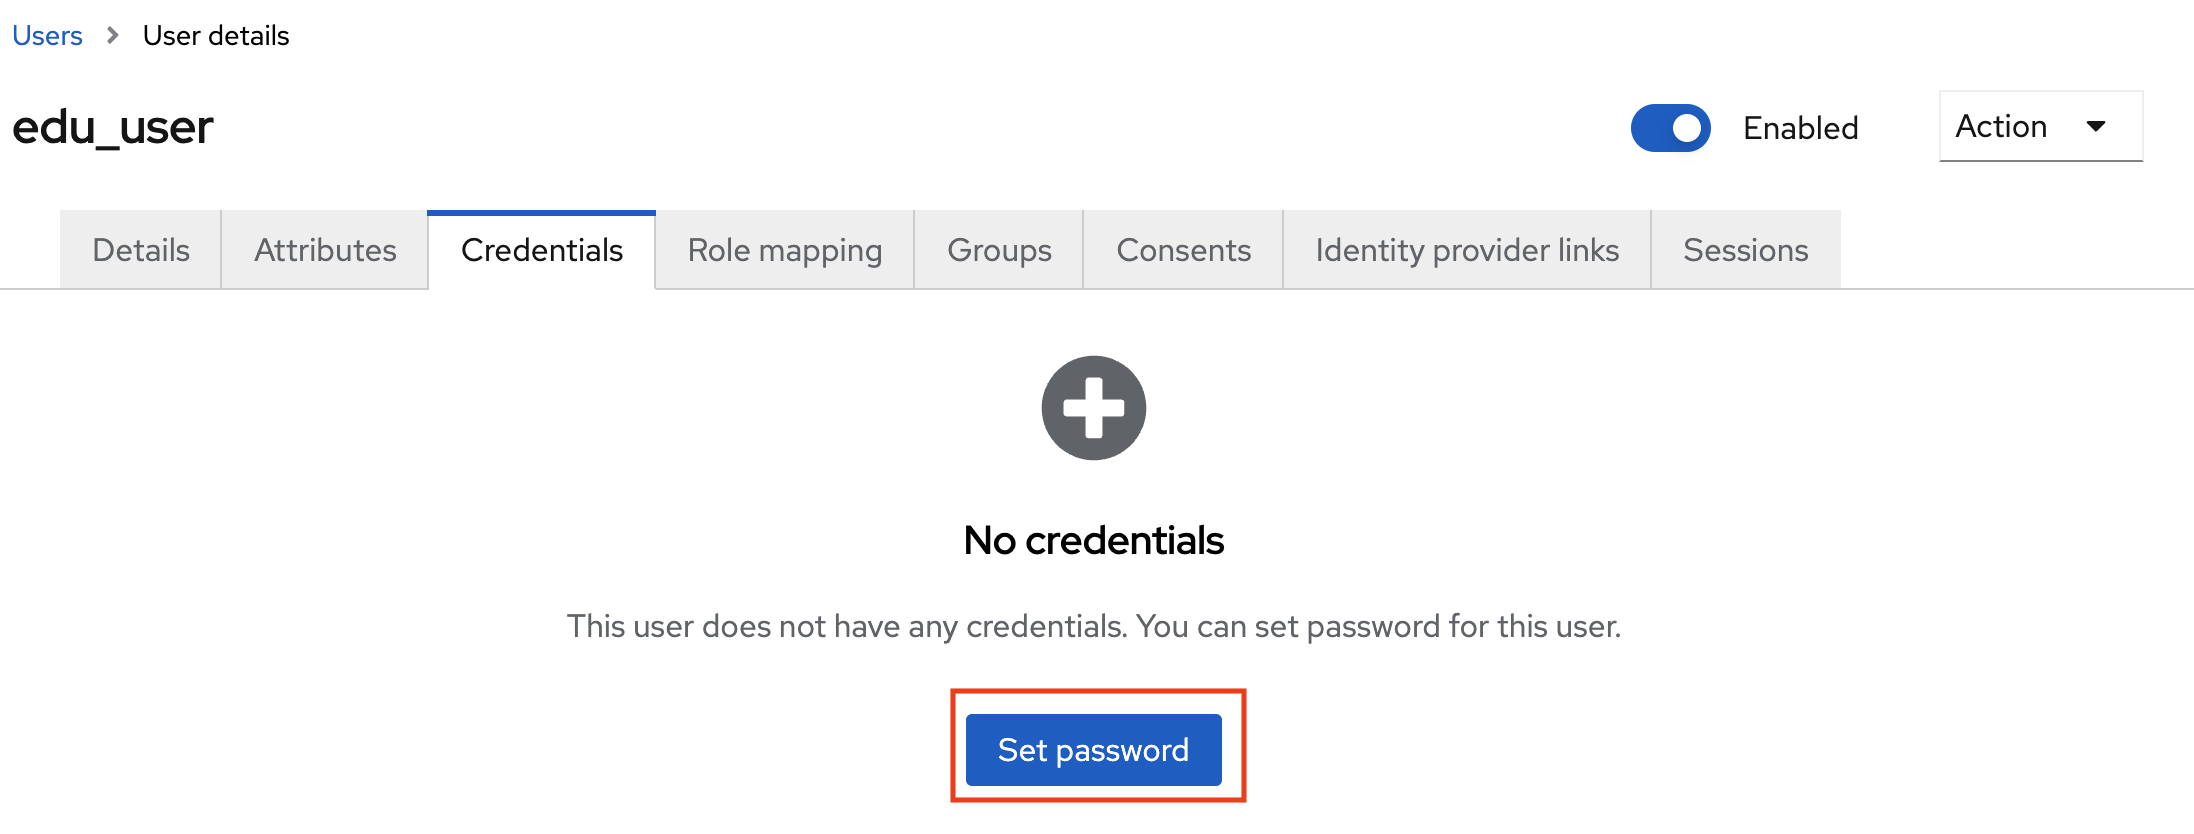 Users > User details
edu_user
Enabled
Action
Details Attributes Credentials Role mapping Groups Consents Identity provider links Sessions
No credentials
This user does not have any credentials. You can set password for this user.
Set password